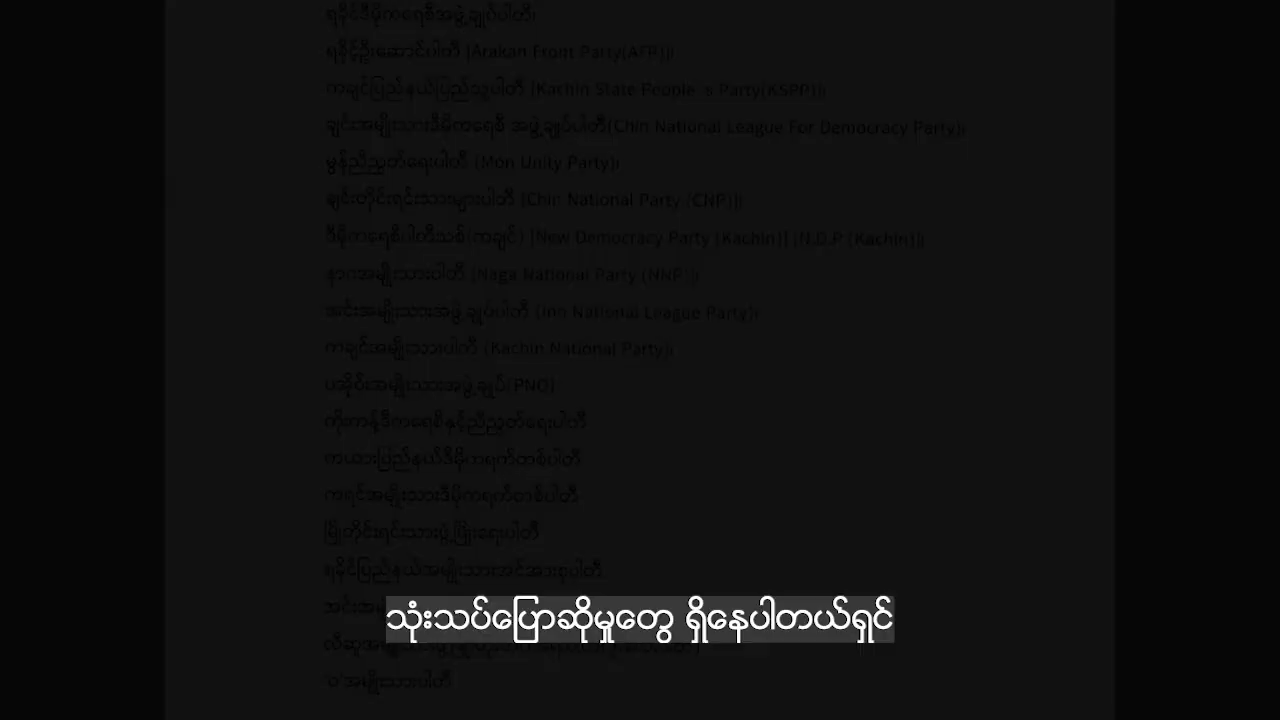 ရခိုင်ဒီမိုကရေစီအဖွဲ့ချုပ်ပါတီ၊
ရခိုင့်ဦးဆောင်ပါတီ [Arakan Front Party(AFP)]၊
ကချင်ပြည်နယ်ပြည်သူ့ပါတီ [Kachin State People's Party(KSPP)]၊
ချင်းအမျိုးသားဒီမိုကရေစီ အဖွဲ့ချုပ်ပါတီ(Chin National League For Democracy Party)၊
မွန်ညီညွတ်ရေးပါတီ (Mon Unity Party)၊
ချင်းတိုင်းရင်းသားများပါတီ [Chin National Party (CNP)]၊
ဒီမိုကရေစီပါတီသစ်(ကချင်) [New Democracy Party (Kachin)] [N.D.P (Kachin)]၊
နာဂအမျိုးသားပါတီ [Naga National Party (NNP)]၊
အင်းအမျိုးသားအဖွဲ့ချုပ်ပါတီ (Inn National League Party)၊
ကချင်အမျိုးသားပါတီ (Kachin National Party)၊
ပအိုဝ်းအမျိုးသားအဖွဲ့ချုပ်(PNO)
ကိုးကန့်ဒီကရေစီနှင့်ညီညွတ်ရေးပါတီ
ကယားပြည်နယ်ဒီမိုကရက်တစ်ပါတီ
ကရင်အမျိုးသားဒီမိုကရက်တစ်ပါတီ
မြိုတိုင်းရင်းသားဖွံ့ဖြိုးရေးပါတီ
ရခိုင်ပြည်နယ်အမျိုးသားအင်အားစုပါတီ
အင်းအမျိုး
သုံးသပ်ပြောဆိုမှုတွေ ရှိနေပါတယ်ရှင်
လီဆူအမျိုးသား
ဝ အမျိုးသားပါတီ